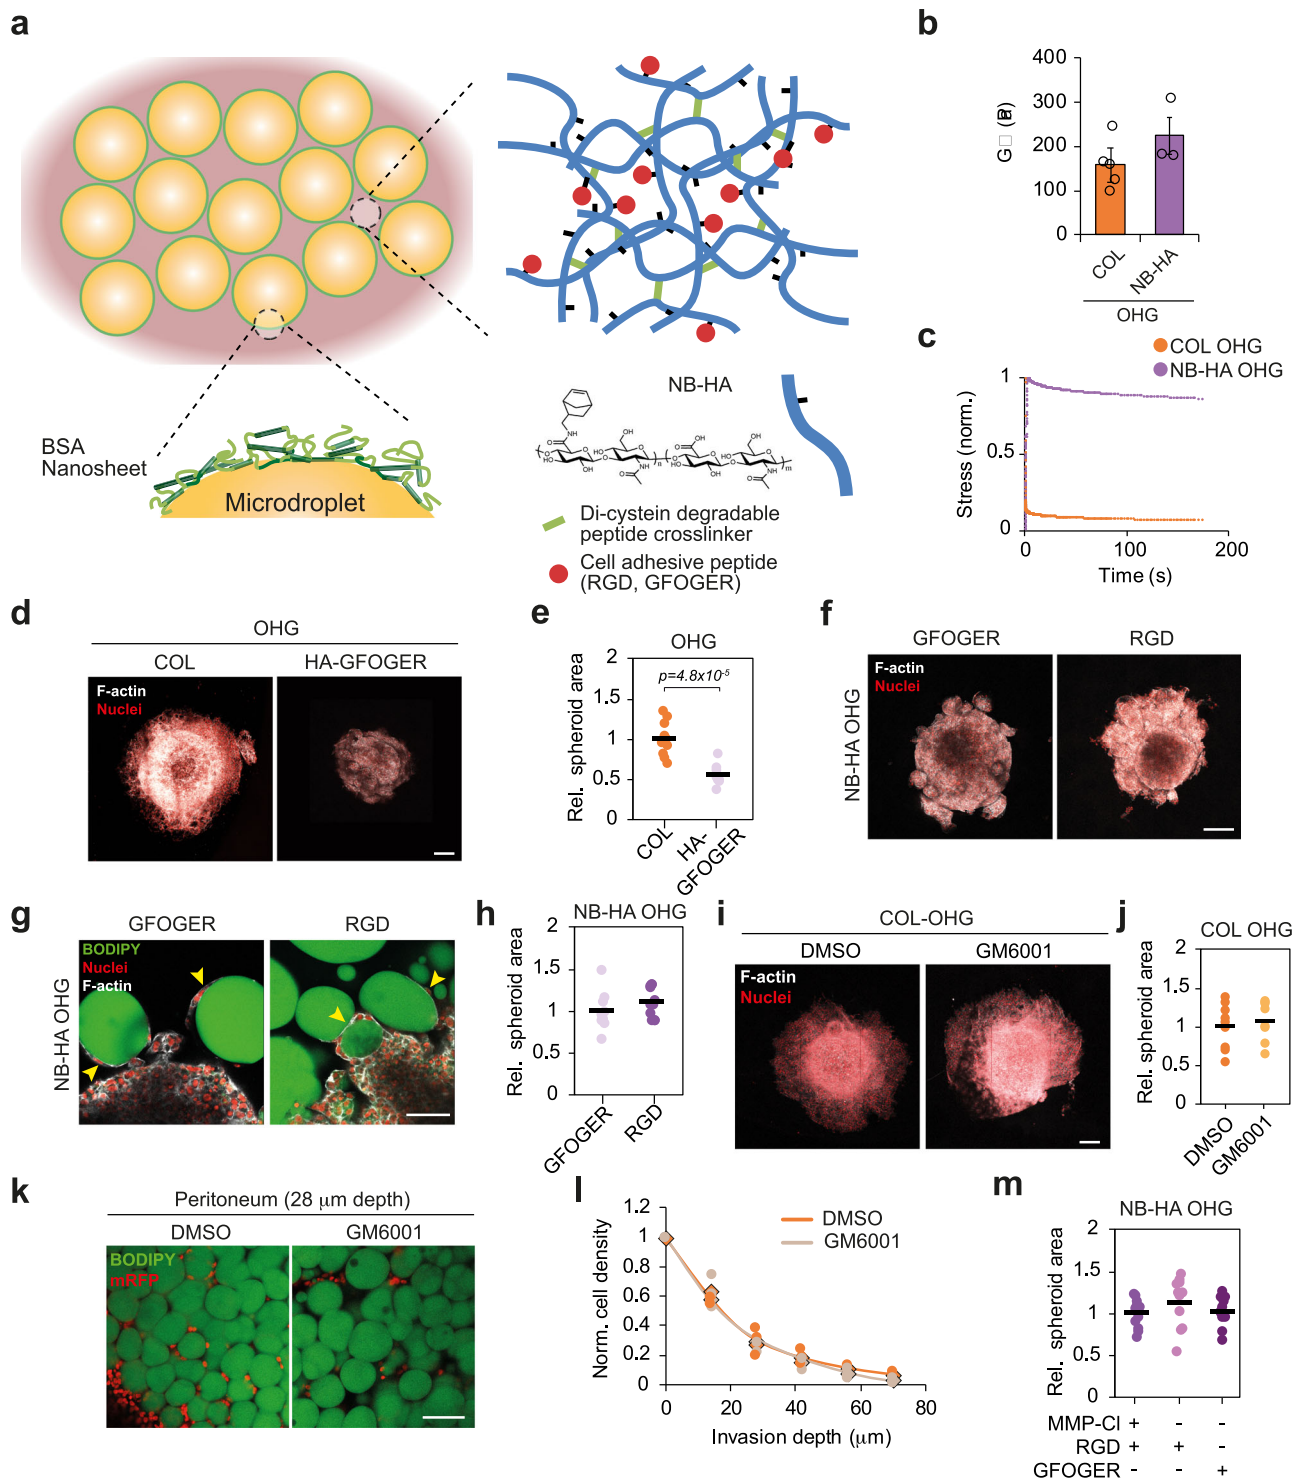 a
BSA
Nanosheet
Microdroplet
NB-HA
Di-cystein degradable
peptide crosslinker
Cell adhesive peptide
(RGD, GFOGER)
b
400
300
200
100
0
COL
NB-HA
OHG
c
COL OHG
NB-HA OHG
Stress (norm.)
1
0.5
0
0
100
200
Time (s)
d
OHG
COL
HA-GFOGER
F-actin
Nuclei
e
OHG
Rel. spheroid area
2
1.5
1
0.5
0
p=4.8x10-5
COL
HA-
GFOGER
f
GFOGER
RGD
NB-HA OHG
F-actin
Nuclei
g
GFOGER
RGD
NB-HA OHG
BODIPY
Nuclei
F-actin
h
NB-HA OHG
Rel. spheroid area
2
1.5
1
0.5
0
GFOGER
RGD
i
COL-OHG
DMSO
GM6001
F-actin
Nuclei
j
COL OHG
Rel. spheroid area
2
1.5
1
0.5
0
DMSO
GM6001
k
Peritoneum (28 μm depth)
DMSO
GM6001
BODIPY
mRFP
l
Norm. cell density
1.2
1
0.8
0.6
0.4
0.2
0
0
20
40
60
80
Invasion depth (μm)
DMSO
GM6001
m
NB-HA OHG
Rel. spheroid area
2
1.5
1
0.5
0
MMP-Cl + - -
RGD + + -
GFOGER - - +